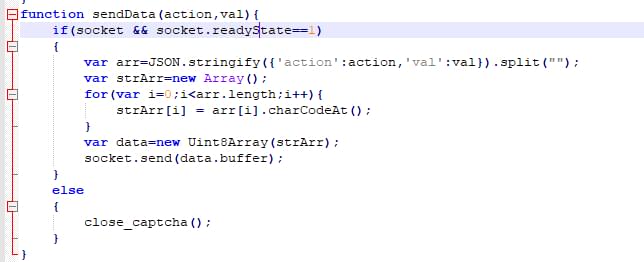 function sendData(action,val){
if(socket && socket.readyState==1)
{
var arr=JSON.stringify({'action':action,'val':val}).split("");
var strArr=new Array();
for(var i=0;i<arr.length;i++){
strArr[i] = arr[i].charCodeAt();
}
var data=new Uint8Array(strArr);
socket.send(data.buffer);
}
else
{
close_captcha();
}
}